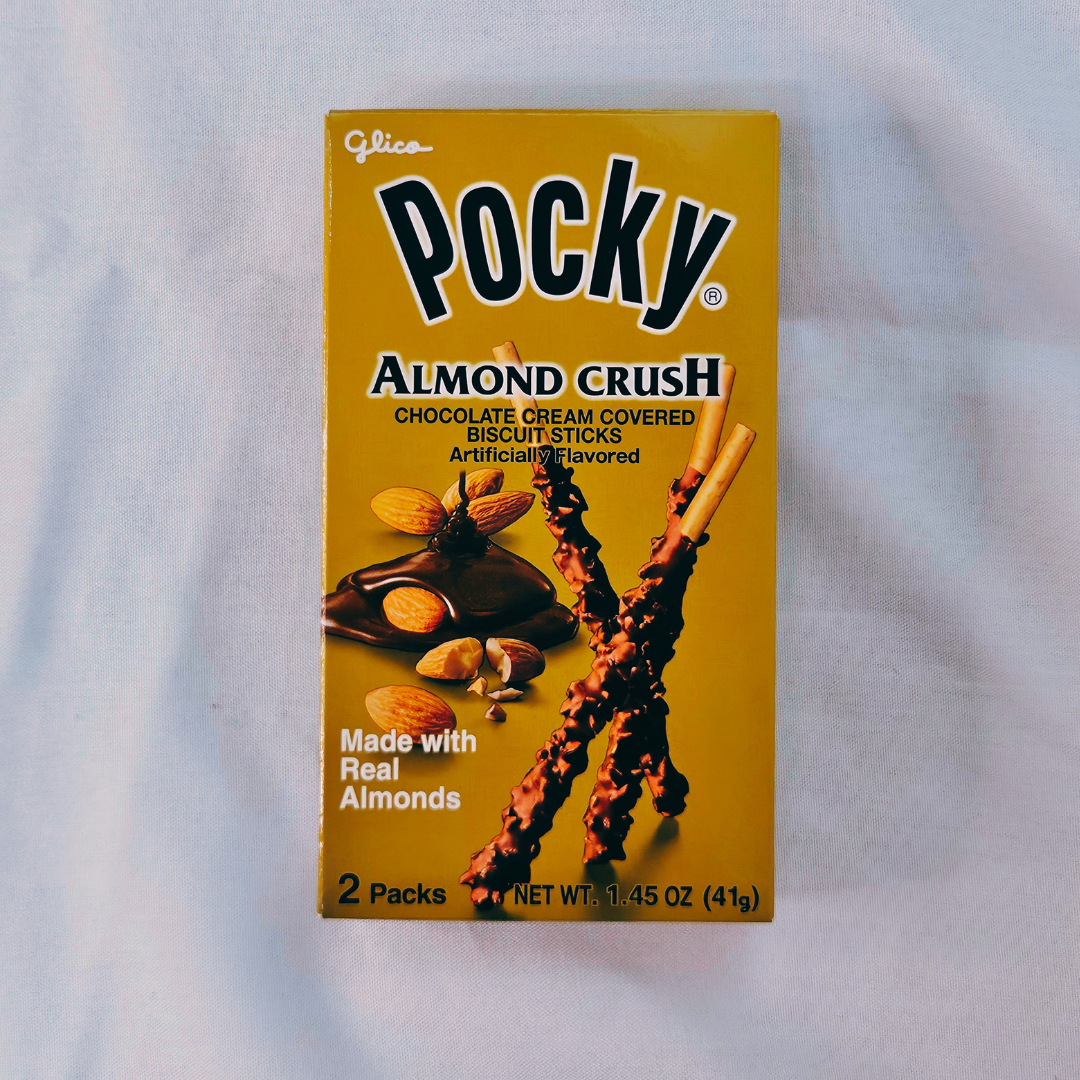 Glico
Pocky®
ALMOND CRUSH
CHOCOLATE CREAM COVERED
BISCUIT STICKS
Artificially Flavored
Made with
Real
Almonds
2 Packs NET WT. 1.45 OZ (41g)